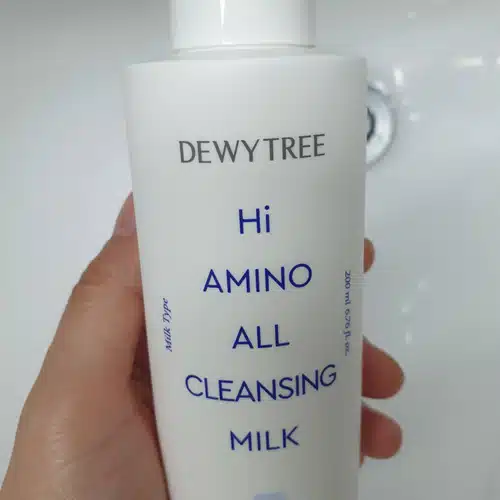 DEWYTREE
Hi
AMINO
ALL
CLEANSING
MILK
Milk Type
200 ml 6.76 fl. oz.